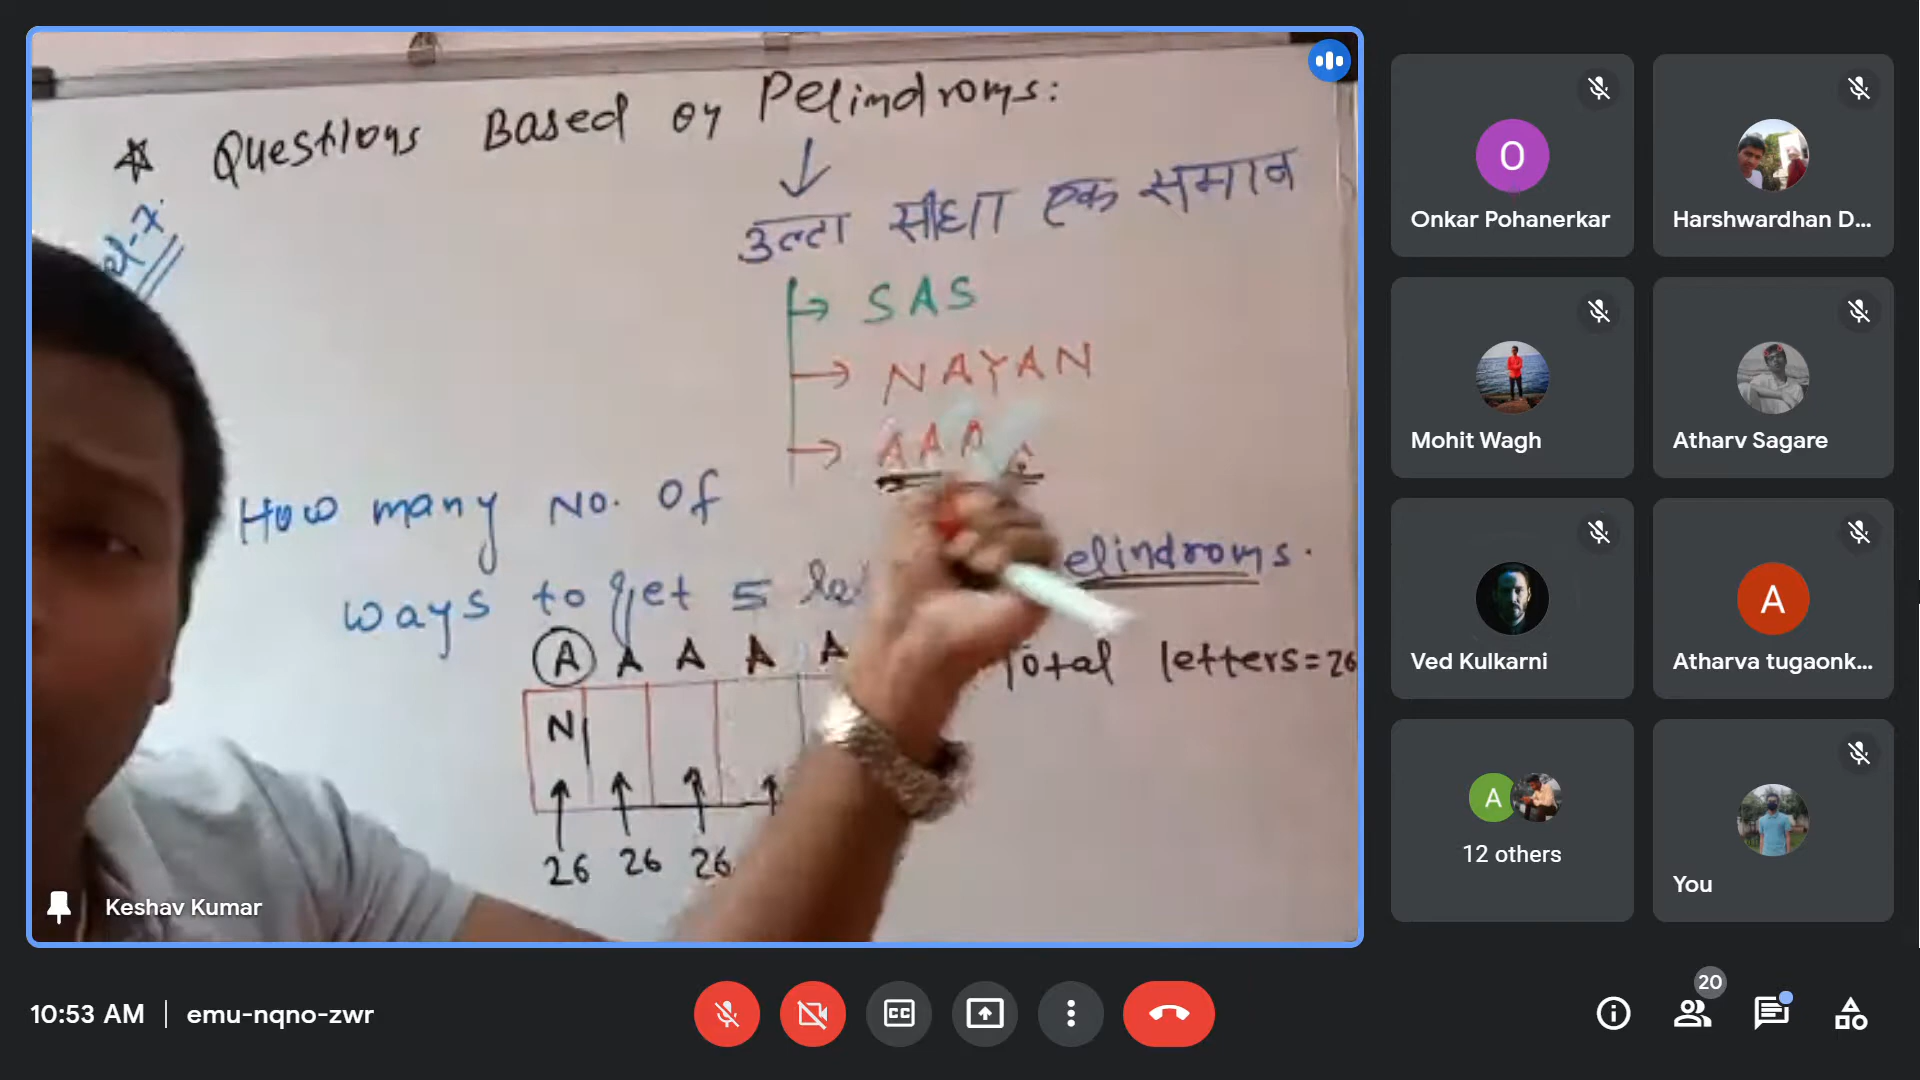 Questions Based on Pelindroms:
उल्टा सीधा एक समान
SAS
NAYAN
AAAA
How many No. of
ways to get 5 elindroms.
A A A A A
Total letters=26
N
26 26 26
Keshav Kumar
Onkar Pohanerkar
Harshwardhan D...
Mohit Wagh
Atharv Sagare
Ved Kulkarni
A
Atharva tugaonk...
O
A
12 others
You
10:53 AM | emu-nqno-zwr
CC
20